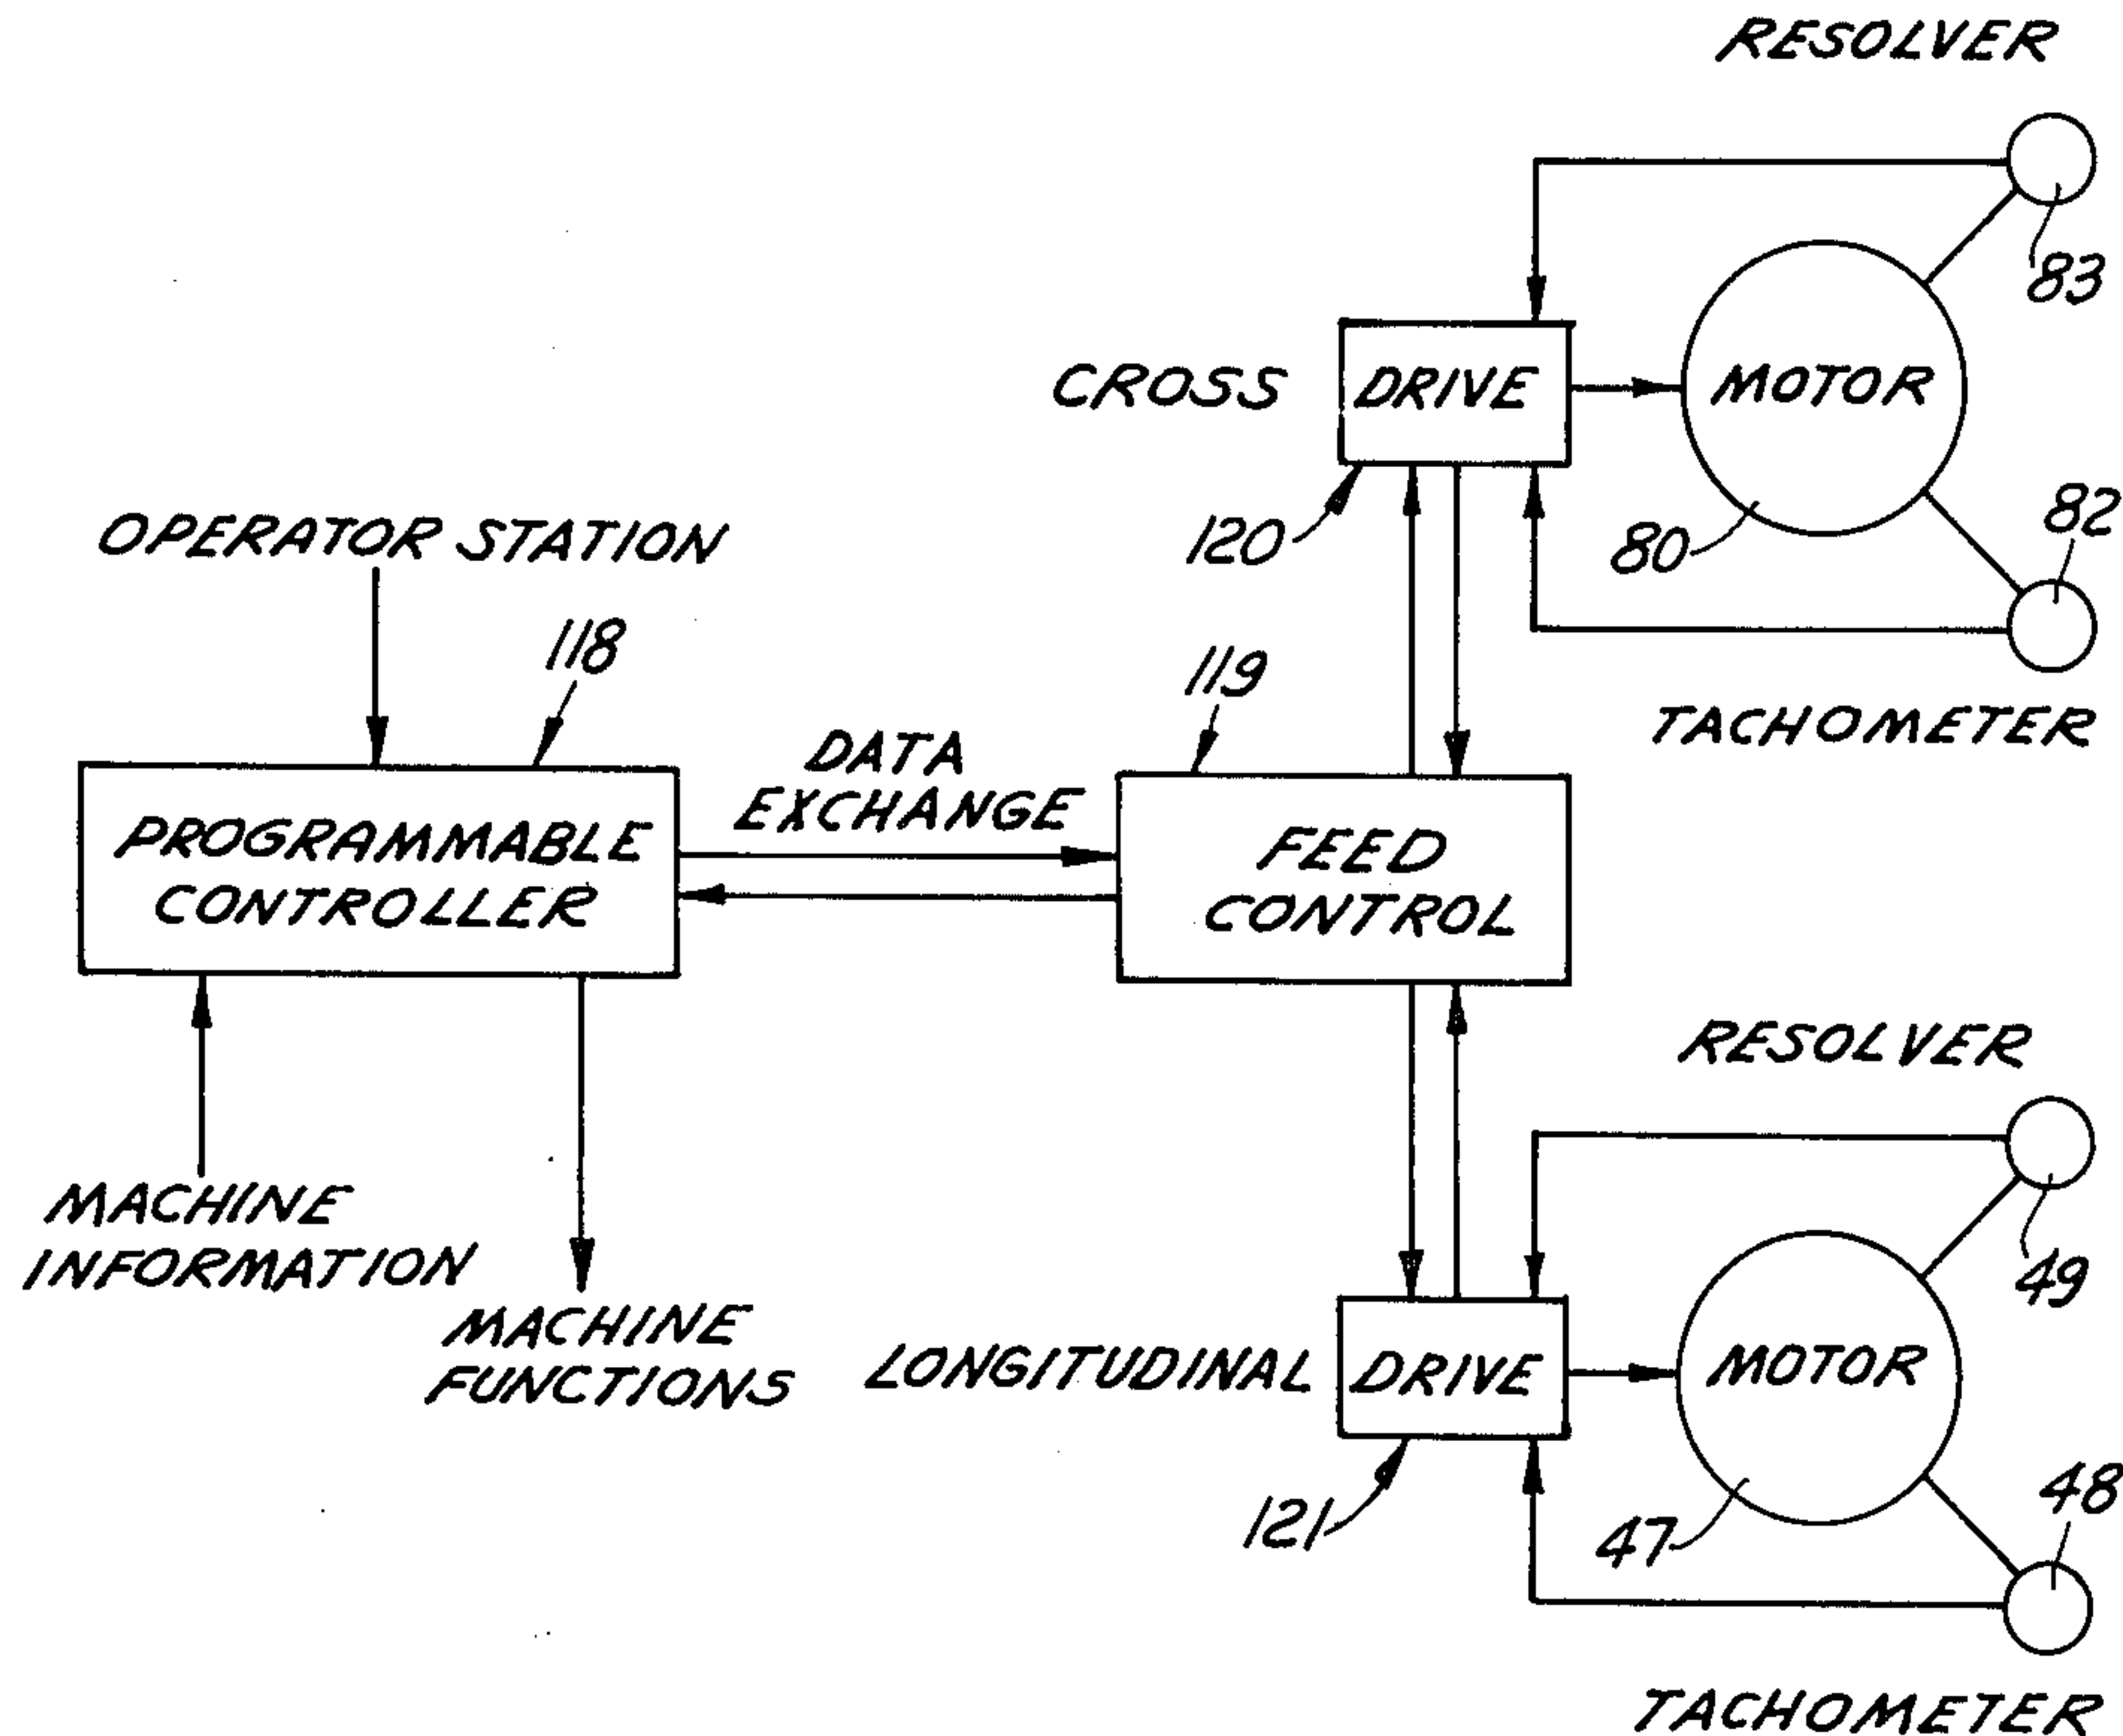 RESOLVER
83
CROSS
DRIVE
MOTOR
120
80
82
TACHOMETER
OPERATOR STATION
118
119
DATA
EXCHANGE
PROGRAMMABLE
CONTROLLER
FEED
CONTROL
MACHINE
INFORMATION
MACHINE
FUNCTIONS
RESOLVER
49
LONGITUDINAL
DRIVE
MOTOR
121
47
48
TACHOMETER